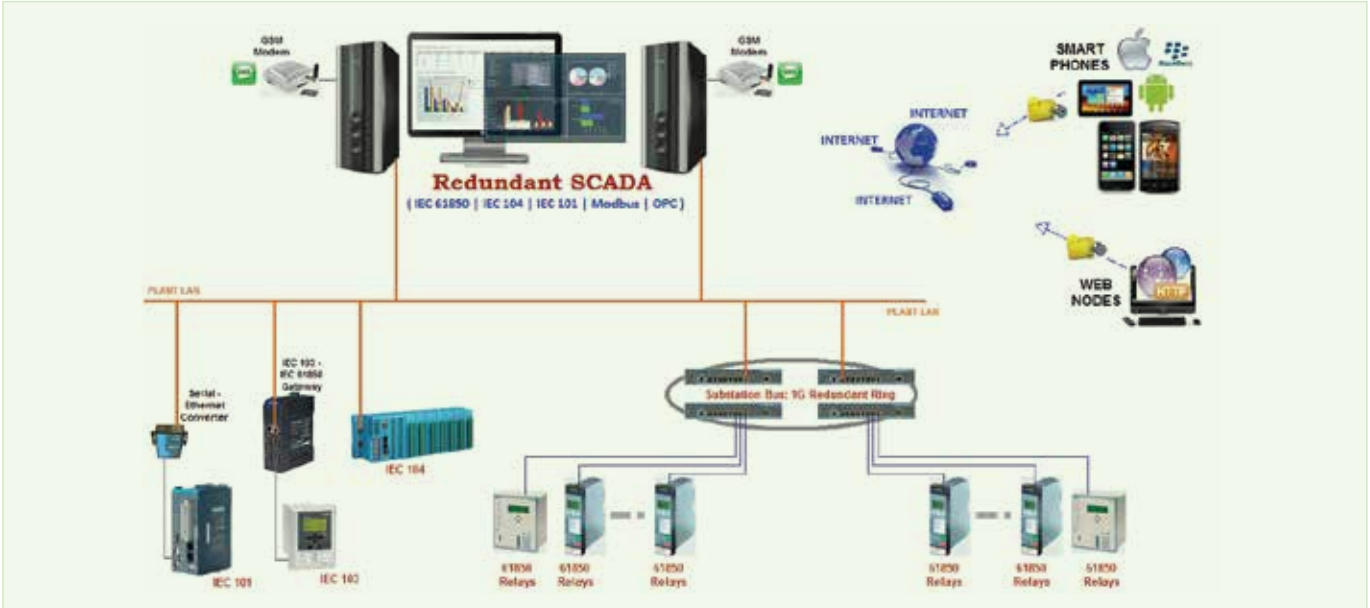 GSM
Modem
GSM
Modem
SMART
PHONES
BlackBerry
INTERNET
INTERNET
INTERNET
Redundant SCADA
( IEC 61850 | IEC 104 | IEC 101 | Modbus | OPC )
WEB
NODES
HTTP
PLANT LAN
PLANT LAN
Serial -
Ethernet
Converter
IEC 103 -
IEC 61850
Gateway
Substation Bus: 1G Redundant Ring
IEC 104
IEC 101
IEC 103
61850
Relays
61850
Relays
61850
Relays
61850
Relays
61850
Relays
61850
Relays